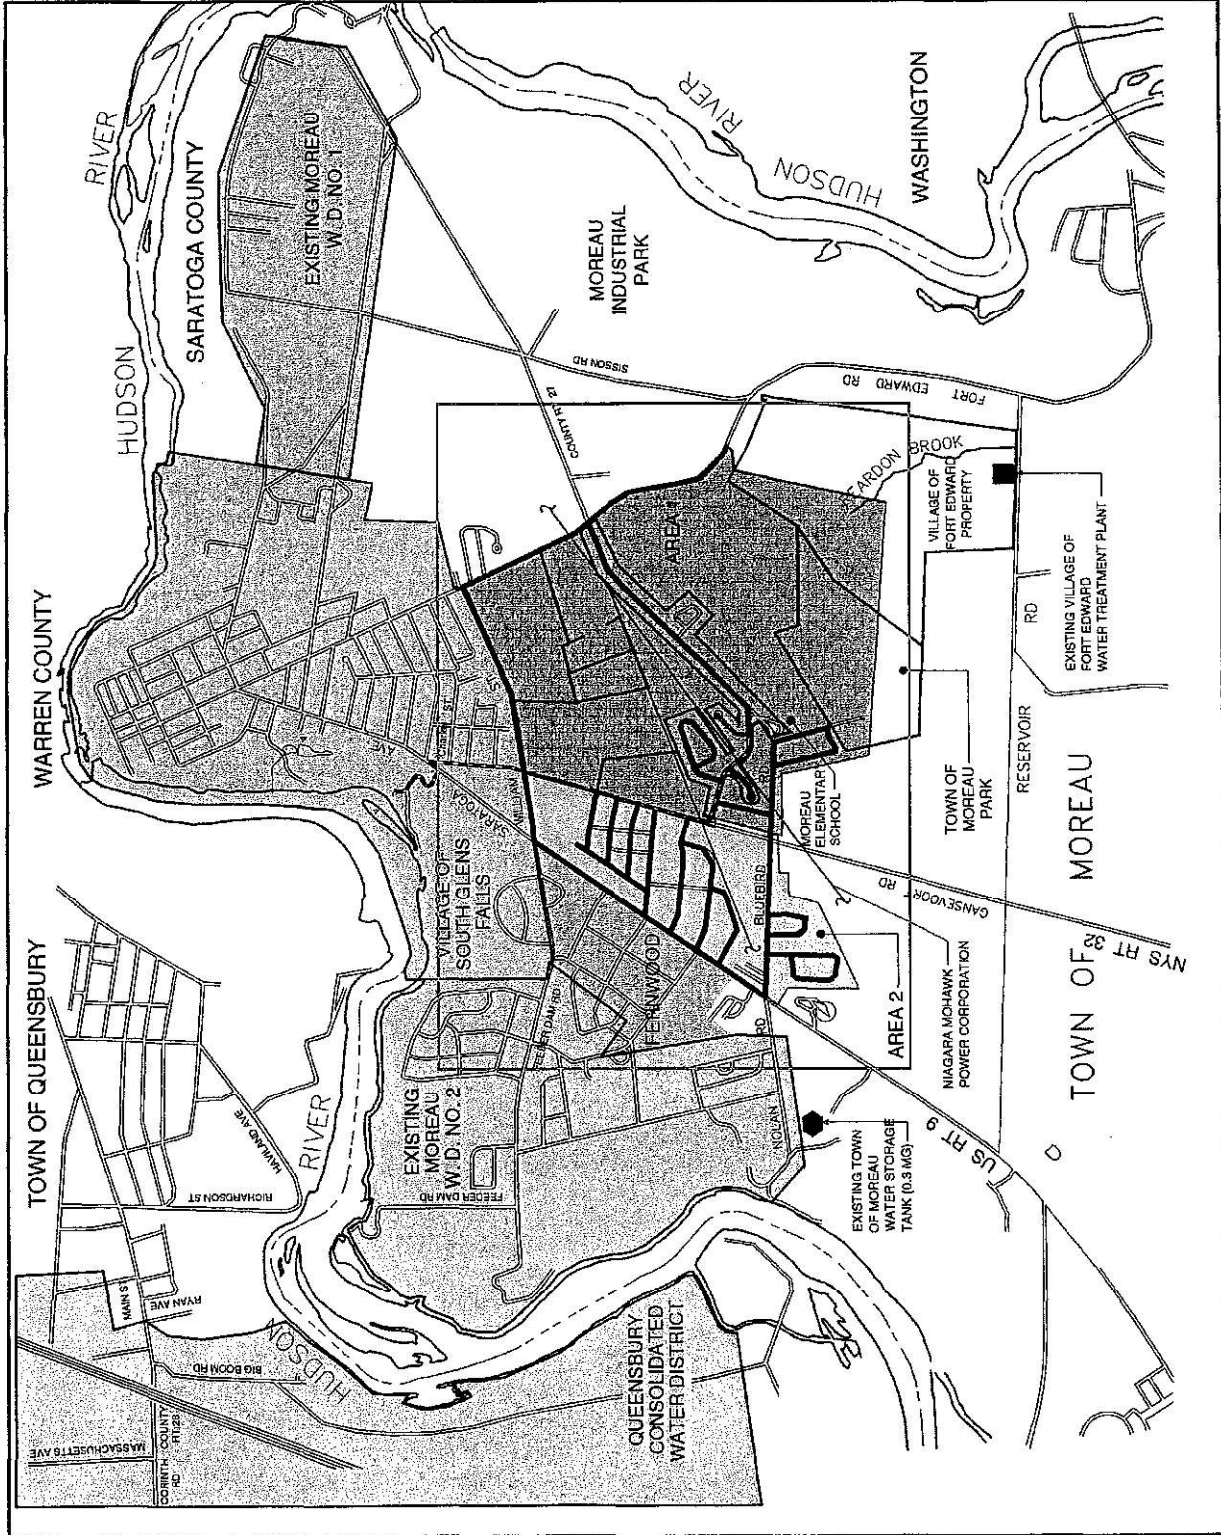 TOWN OF QUEENSBURY
WARREN COUNTY
SARATOGA COUNTY
HUDSON
RIVER
EXISTING MOREAU
W. D. NO. 1
MASSACHUSETTS AVE
CORINTH
RD
COUNTY
RT.28
MAIN ST
RYAN AVE
BIG BOOM RD
RICHARDSON ST
HAVILAND AVE
RIVER
HUDSON
QUEENSBURY
CONSOLIDATED
WATER DISTRICT
EXISTING
MOREAU
W. D. NO. 2
FEEDER DAM RD
FEEDER DAM RD
VILLAGE OF
SOUTH GLENS
FALLS
SARATOGA
AVE
ST
FERNWOOD
NOLAN
RD
BLUEBIRD
RD
AREA 1
COUNTY RT. 27
SISSON RD
MOREAU
INDUSTRIAL
PARK
RIVER
HUDSON
WASHINGTON
FORT EDWARD RD
BROOK
VILLAGE OF
FORT EDWARD
PROPERTY
EXISTING VILLAGE OF
FORT EDWARD
WATER TREATMENT PLANT
RESERVOIR
RD
TOWN OF
MOREAU
PARK
MOREAU
ELEMENTARY
SCHOOL
GANSEVOORT RD
NYS RT 32
NIAGARA MOHAWK
POWER CORPORATION
AREA 2
US RT 9
EXISTING TOWN
OF MOREAU
WATER STORAGE
TANK (0.3 MG)
TOWN OF MOREAU